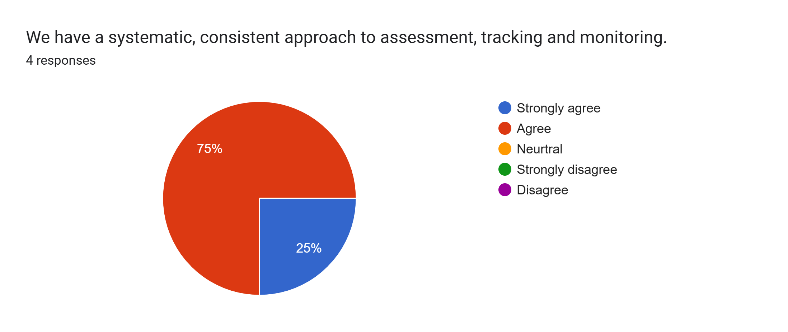 We have a systematic, consistent approach to assessment, tracking and monitoring.
4 responses
75%
25%
Strongly agree
Agree
Neurtral
Strongly disagree
Disagree